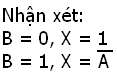 Nhận xét:
B = 0, X = 1
B = 1, X = A̅